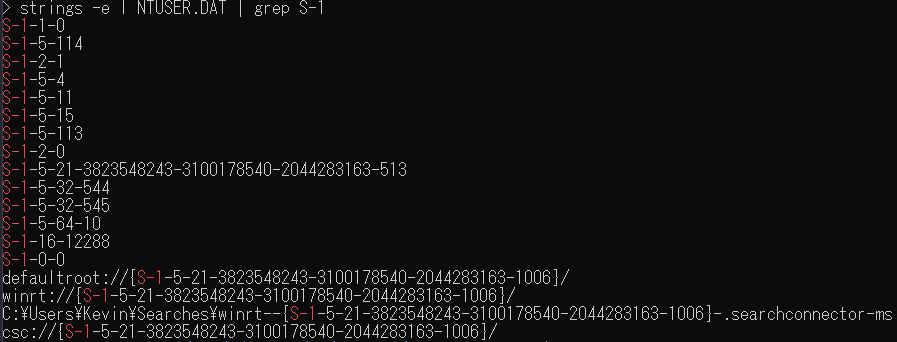 > strings -e l NTUSER.DAT | grep S-1
S-1-1-0
S-1-5-114
S-1-2-1
S-1-5-4
S-1-5-11
S-1-5-15
S-1-5-113
S-1-2-0
S-1-5-21-3823548243-3100178540-2044283163-513
S-1-5-32-544
S-1-5-32-545
S-1-5-64-10
S-1-16-12288
S-1-0-0
defaultroot://{S-1-5-21-3823548243-3100178540-2044283163-1006}/
winrt://{S-1-5-21-3823548243-3100178540-2044283163-1006}/
C:¥Users¥Kevin¥Searches¥winrt--{S-1-5-21-3823548243-3100178540-2044283163-1006}-.searchconnector-ms
csc://{S-1-5-21-3823548243-3100178540-2044283163-1006}/